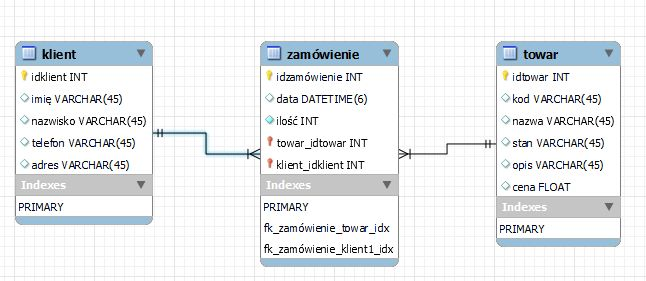 klient
idklient INT
imię VARCHAR(45)
nazwisko VARCHAR(45)
telefon VARCHAR(45)
adres VARCHAR(45)
Indexes
PRIMARY
zamówienie
idzamówienie INT
data DATETIME(6)
ilość INT
towar_idtowar INT
klient_idklient INT
Indexes
PRIMARY
fk_zamówienie_towar_idx
fk_zamówienie_klient1_idx
towar
idtowar INT
kod VARCHAR(45)
nazwa VARCHAR(45)
stan VARCHAR(45)
opis VARCHAR(45)
cena FLOAT
Indexes
PRIMARY